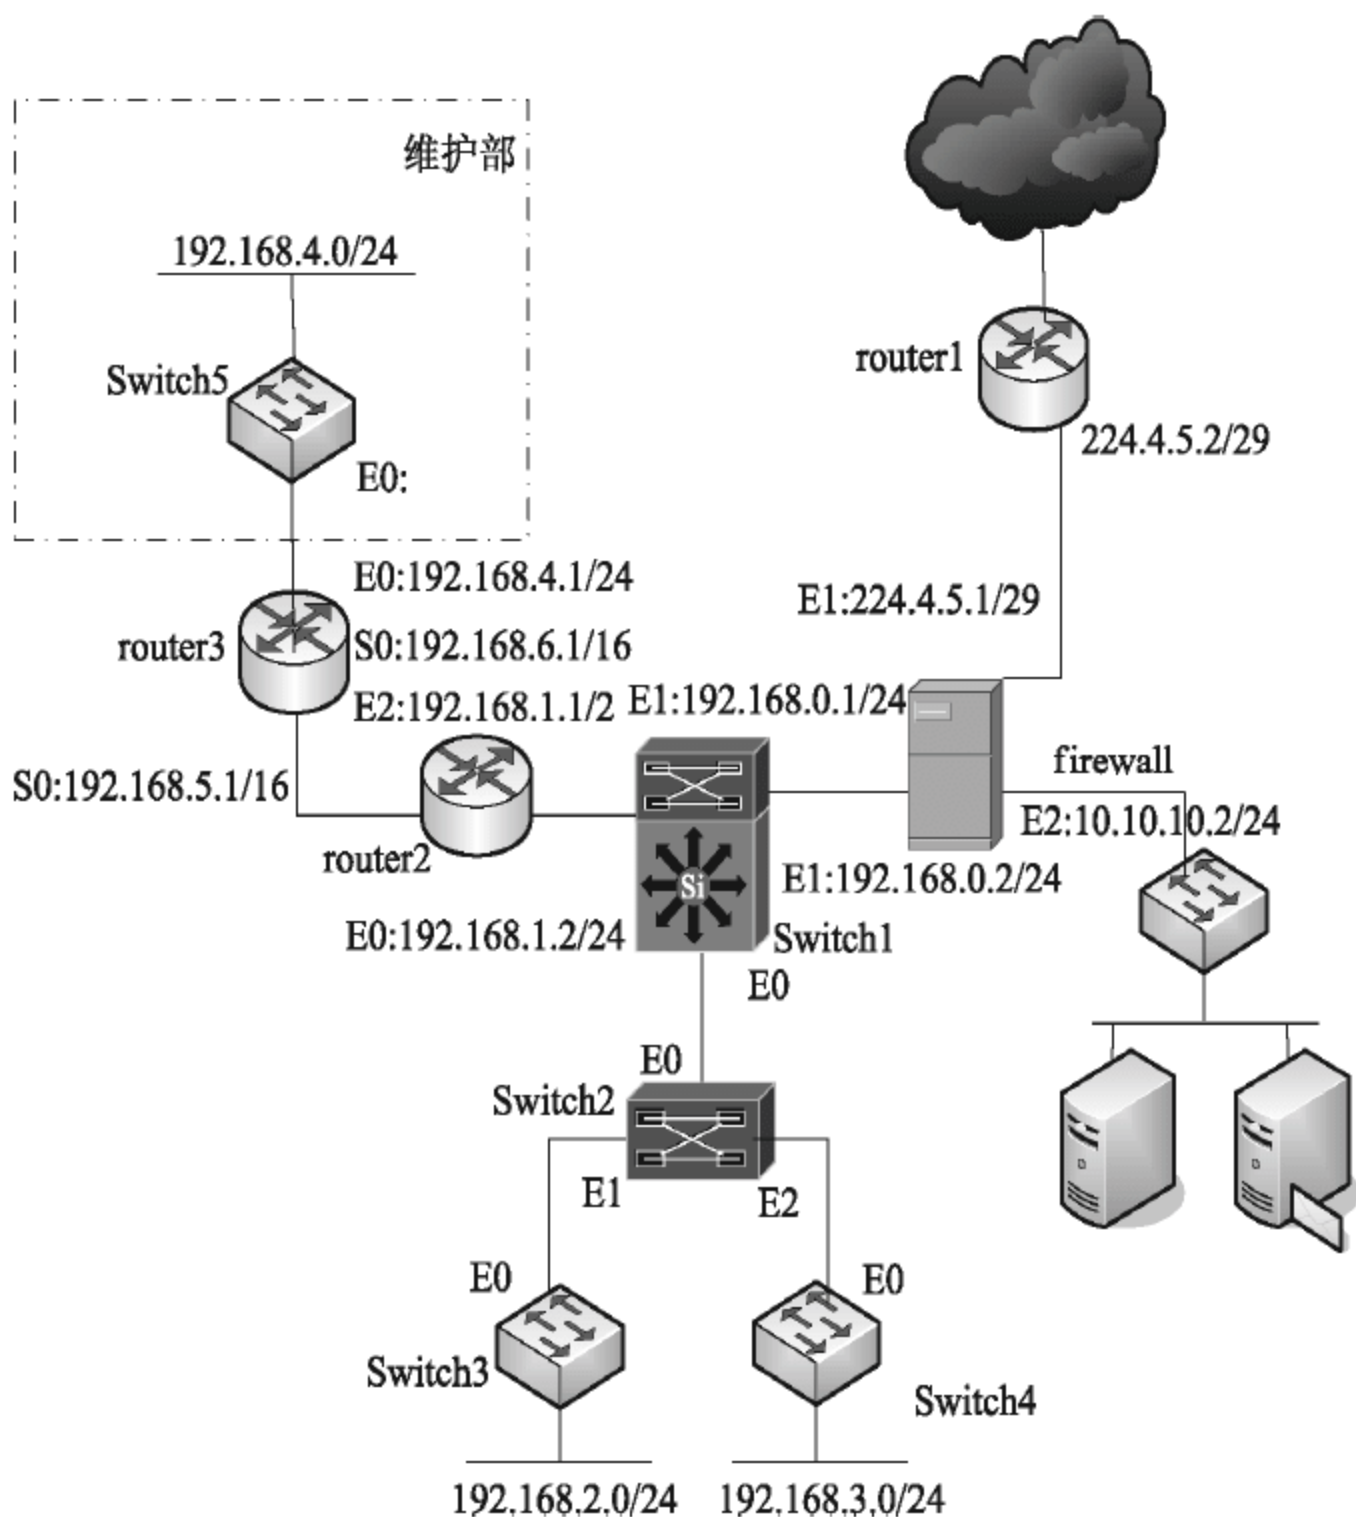 维护部
192.168.4.0/24
Switch5
E0:
router1
224.4.5.2/29
E0:192.168.4.1/24
router3
S0:192.168.6.1/16
E2:192.168.1.1/2
E1:224.4.5.1/29
E1:192.168.0.1/24
firewall
S0:192.168.5.1/16
E2:10.10.10.2/24
router2
Si
E1:192.168.0.2/24
E0:192.168.1.2/24
Switch1
E0
E0
Switch2
E1
E2
E0
E0
Switch3
Switch4
192.168.2.0/24
192.168.3.0/24